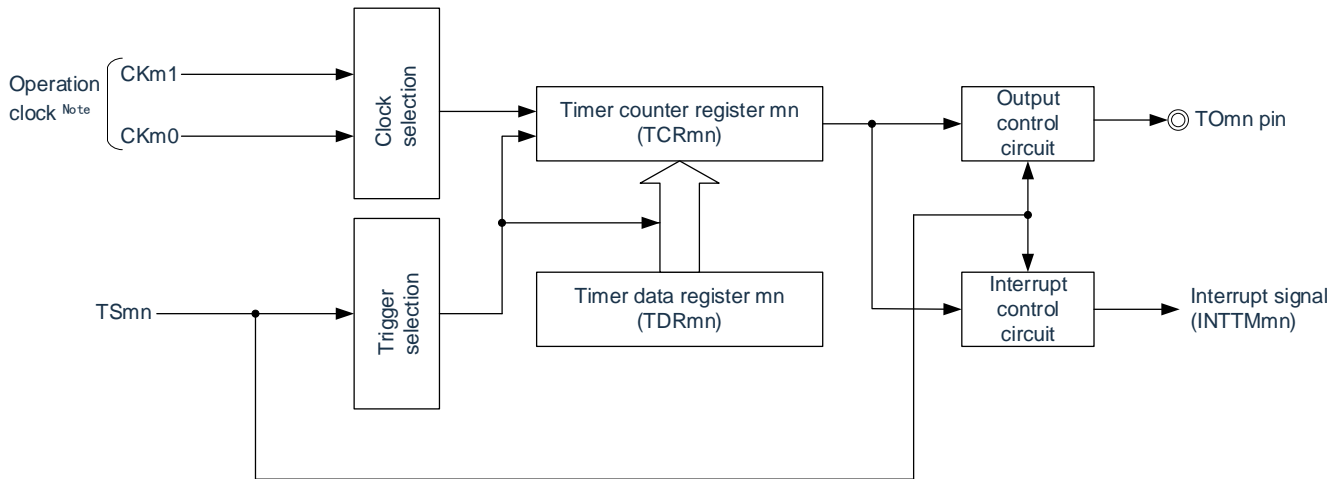 Operation
clock Note
CKm1
CKm0
Clock
selection
Timer counter register mn
(TCRmn)
Output
control
circuit
TOmn pin
TSmn
Trigger
selection
Timer data register mn
(TDRmn)
Interrupt
control
circuit
Interrupt signal
(INTTMmn)